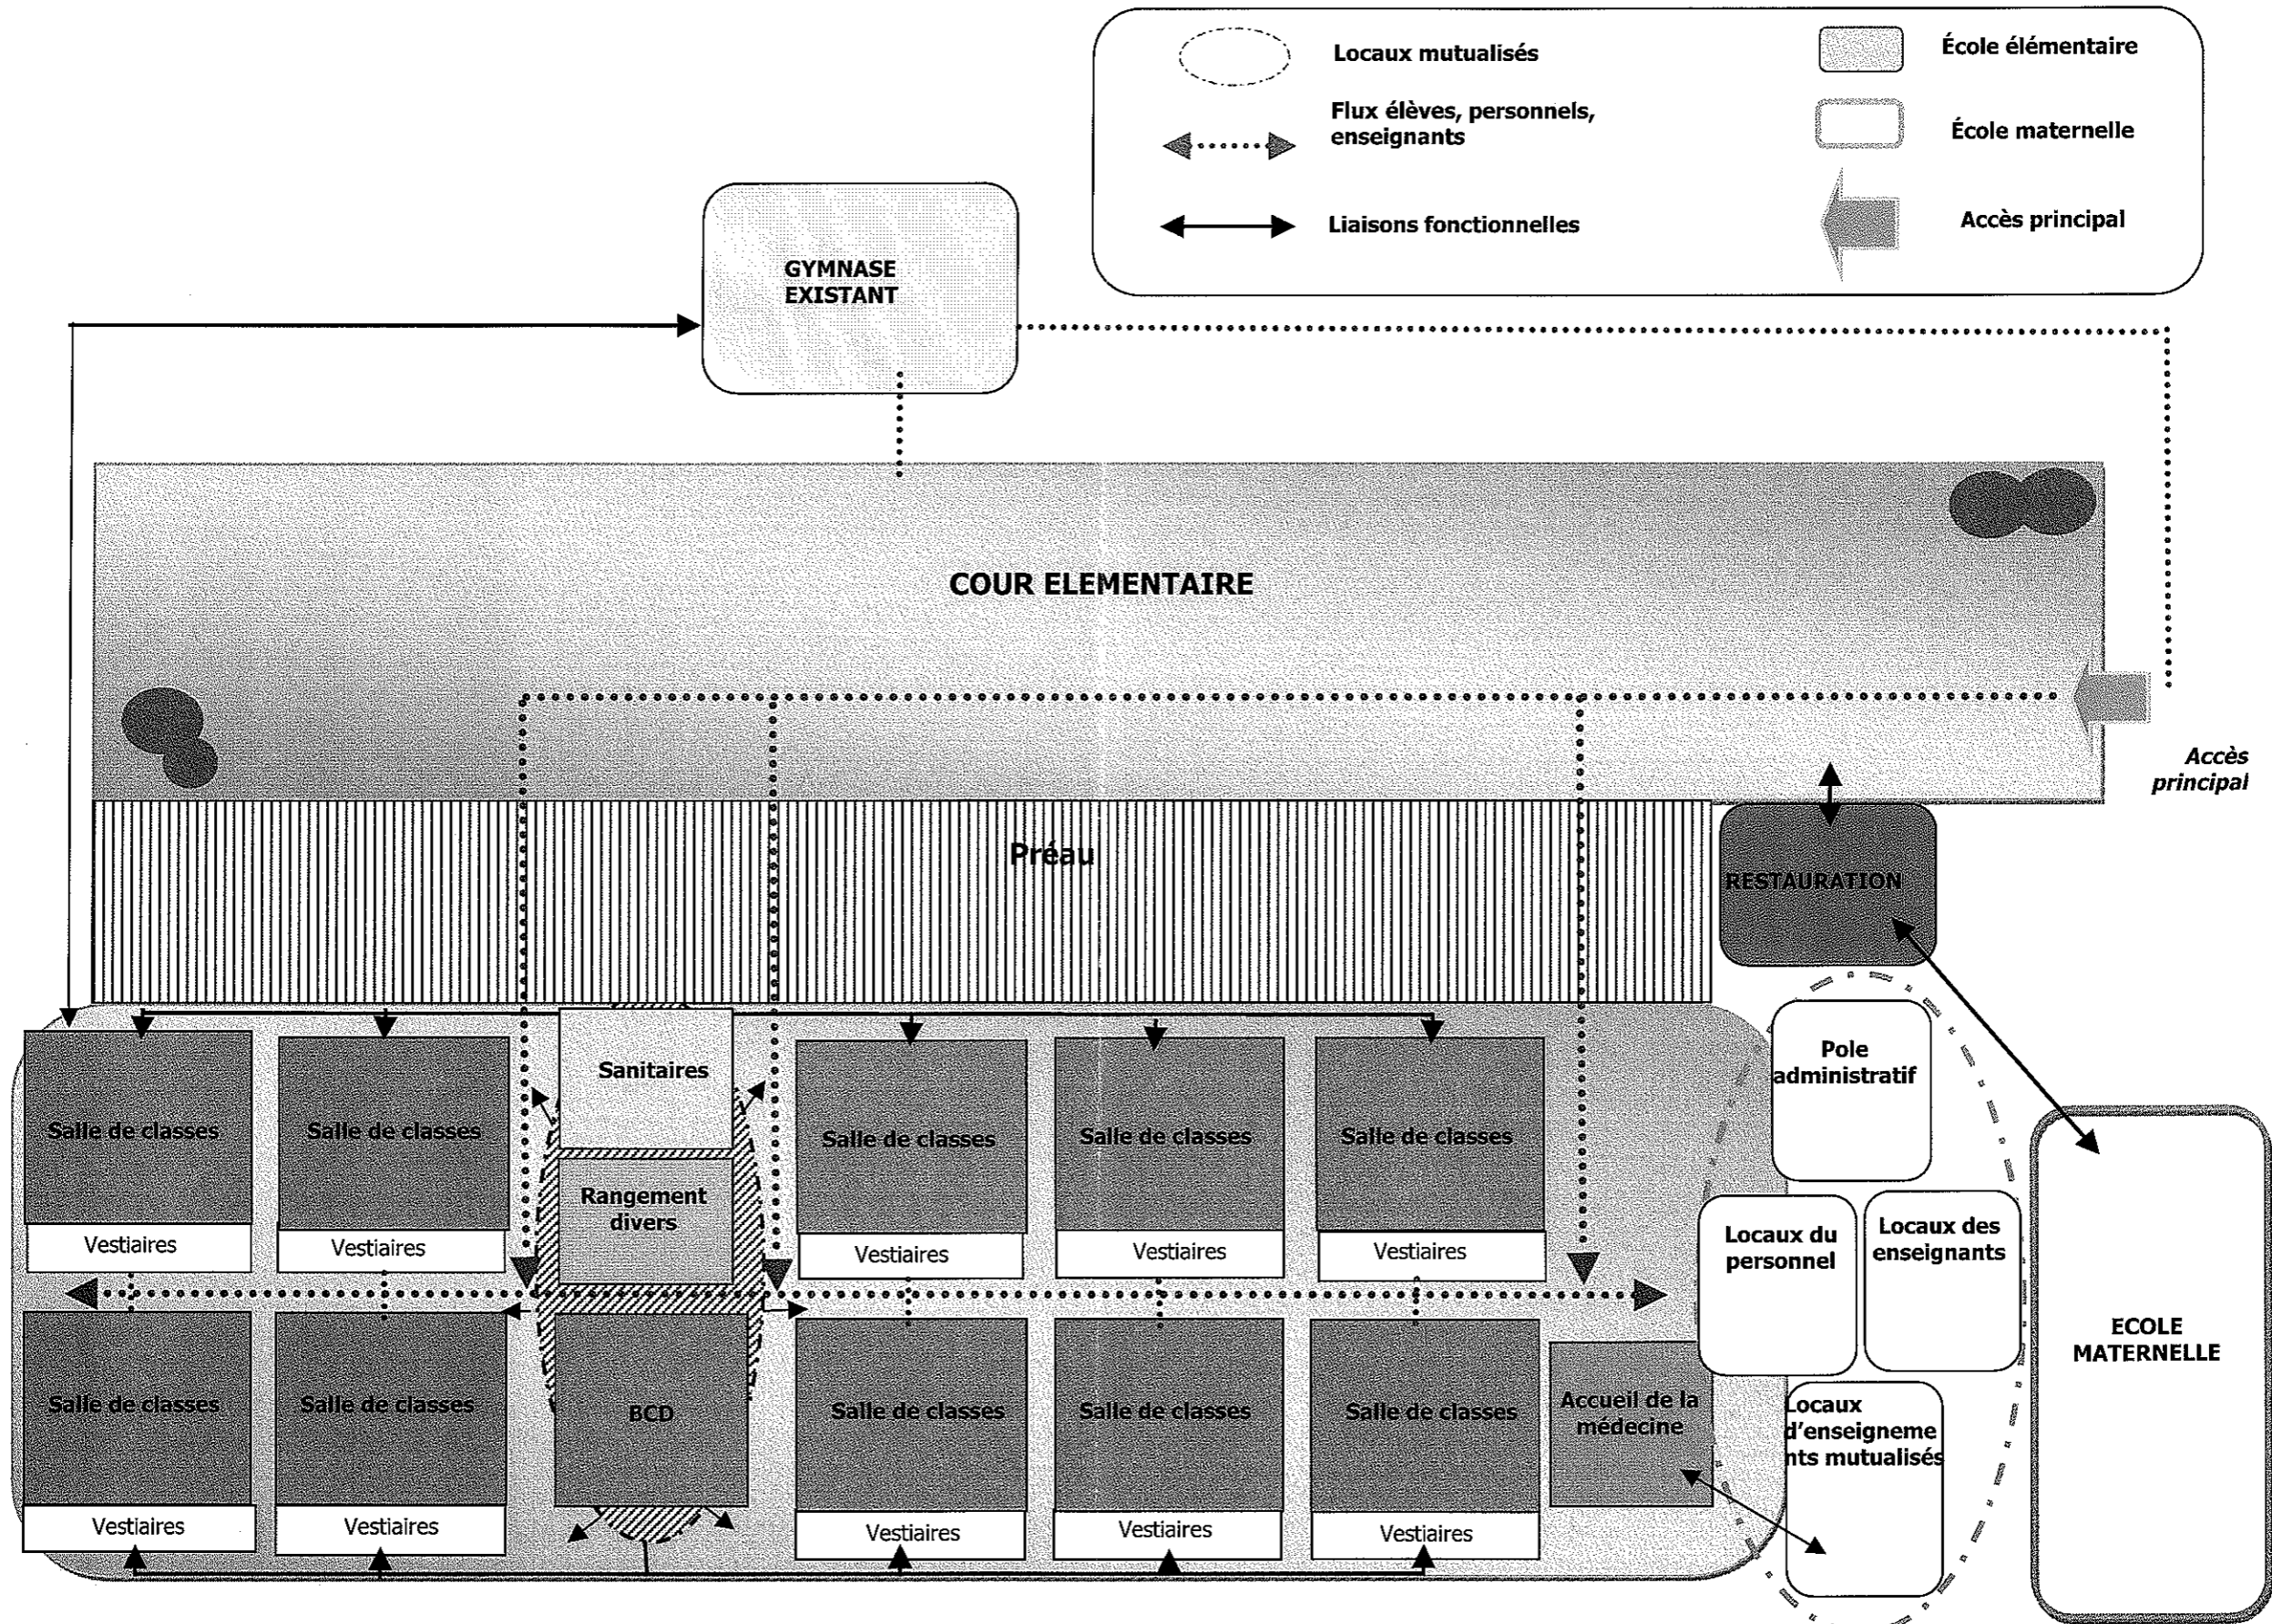 Locaux mutualisés
École élémentaire
Flux élèves, personnels,
enseignants
École maternelle
Liaisons fonctionnelles
Accès principal
GYMNASE
EXISTANT
COUR ELEMENTAIRE
Accès
principal
Préau
RESTAURATION
Pole
administratif
Sanitaires
Salle de classes
Salle de classes
Salle de classes
Salle de classes
Salle de classes
Rangement
divers
Vestiaires
Vestiaires
Vestiaires
Vestiaires
Vestiaires
Locaux du
personnel
Locaux des
enseignants
ECOLE
MATERNELLE
Salle de classes
Salle de classes
BCD
Salle de classes
Salle de classes
Salle de classes
Accueil de la
médecine
Locaux
d'enseigneme
nts mutualisés
Vestiaires
Vestiaires
Vestiaires
Vestiaires
Vestiaires